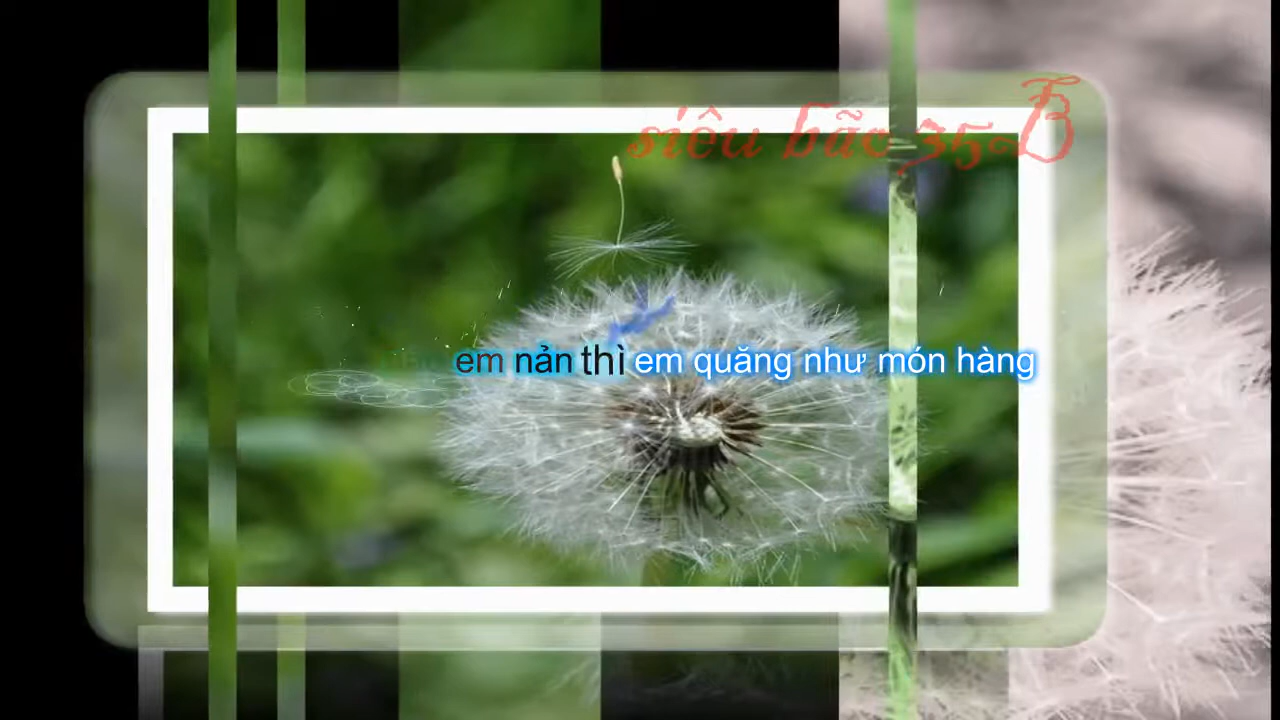 siêu bão 35
em nản thì em quăng như món hàng